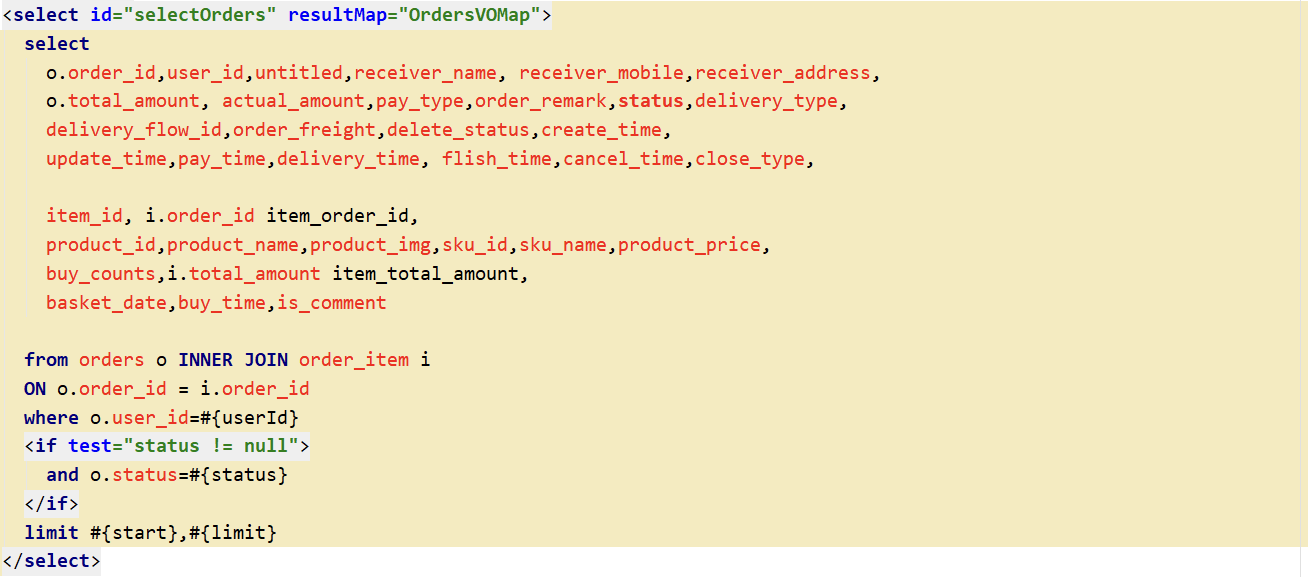 <select id="selectOrders" resultMap="OrdersVOMap">
select
o.order_id,user_id,untitled,receiver_name, receiver_mobile,receiver_address,
o.total_amount, actual_amount,pay_type,order_remark,status,delivery_type,
delivery_flow_id,order_freight,delete_status,create_time,
update_time,pay_time,delivery_time, flish_time,cancel_time,close_type,
item_id, i.order_id item_order_id,
product_id,product_name,product_img,sku_id,sku_name,product_price,
buy_counts,i.total_amount item_total_amount,
basket_date,buy_time,is_comment
from orders o INNER JOIN order_item i
ON o.order_id = i.order_id
where o.user_id=#{userId}
<if test="status != null">
and o.status=#{status}
</if>
limit #{start},#{limit}
</select>